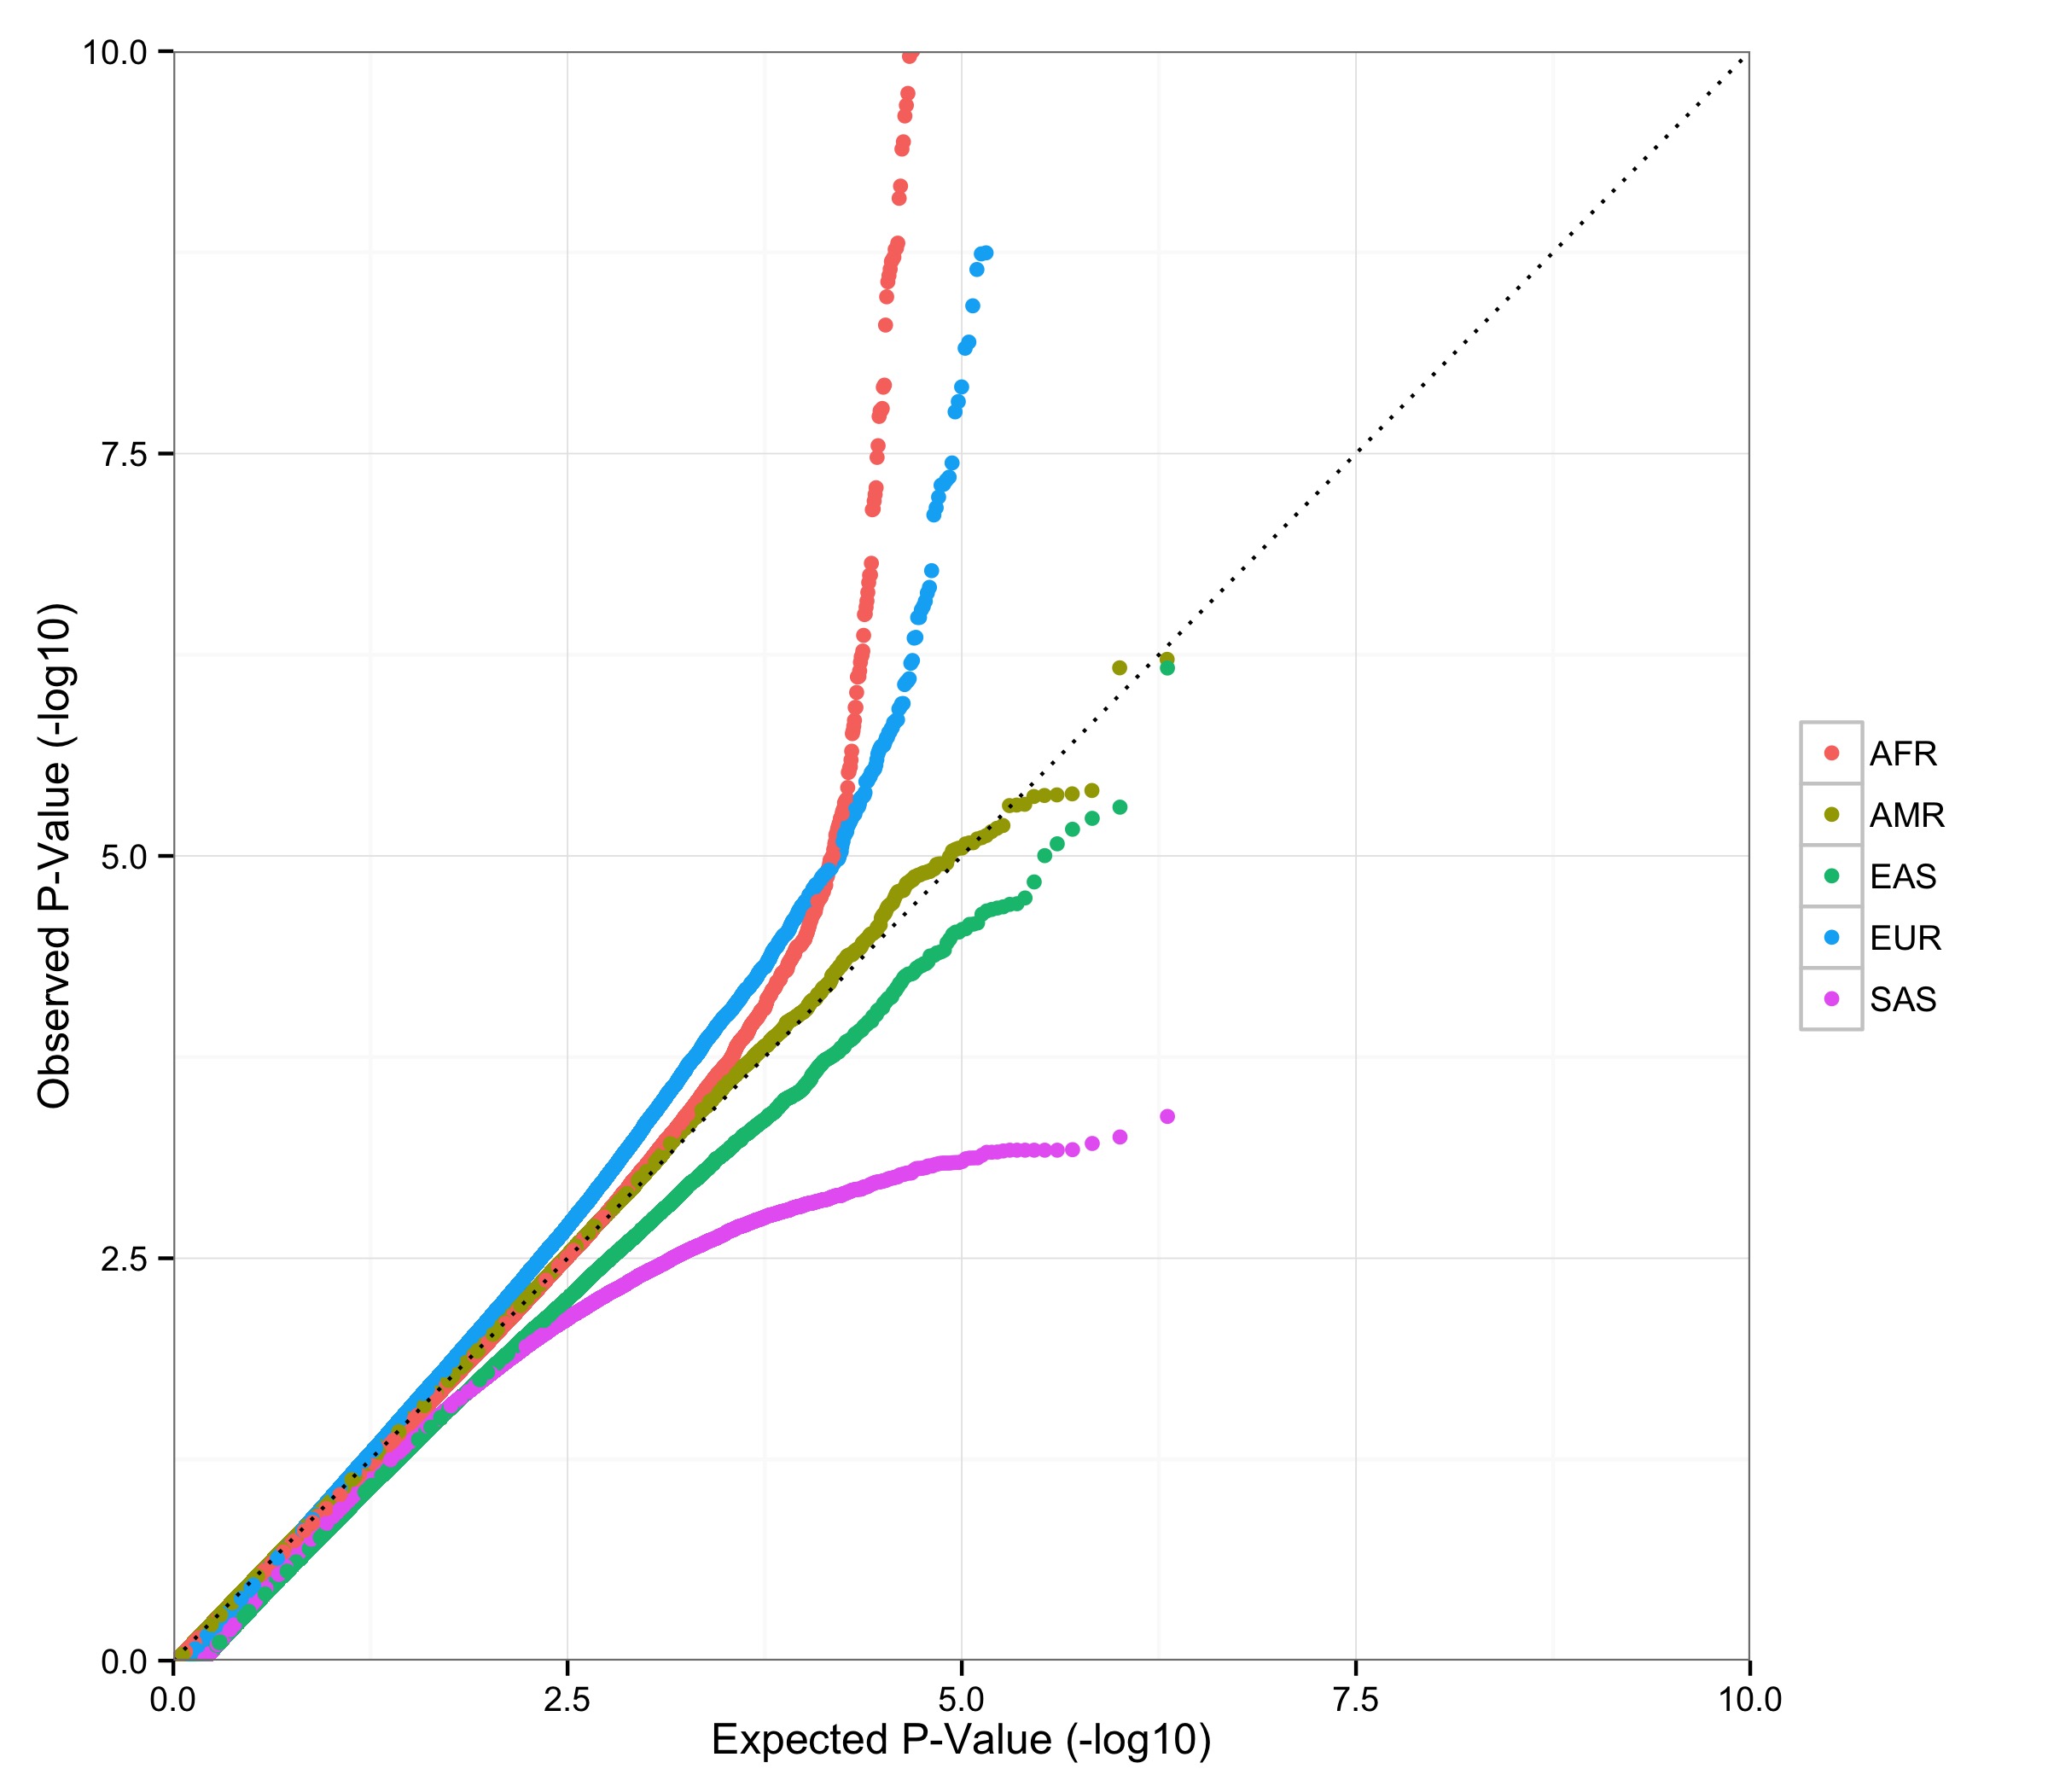 Observed P-Value (-log10)
10.0
7.5
5.0
2.5
0.0
0.0 2.5 5.0 7.5 10.0
Expected P-Value (-log10)
AFR
AMR
EAS
EUR
SAS